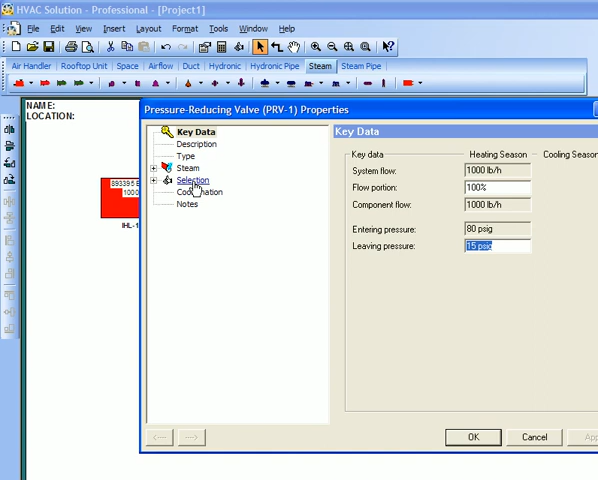 HVAC Solution - Professional - [Project1]
File Edit View Insert Layout Format Tools Window Help
Air Handler Rooftop Unit Space Airflow Duct Hydronic Hydronic Pipe Steam Steam Pipe
NAME:
LOCATION:
Pressure-Reducing Valve (PRV-1) Properties
Key Data
Description
Type
Steam
Selection
Notes
Key Data
Key data Heating Season Cooling Season
System flow: 1000 lb/h
Flow portion: 100%
Component flow: 1000 lb/h
Entering pressure: 80 psig
Leaving pressure: 15 psig
IHL-1
<--- --->
OK Cancel